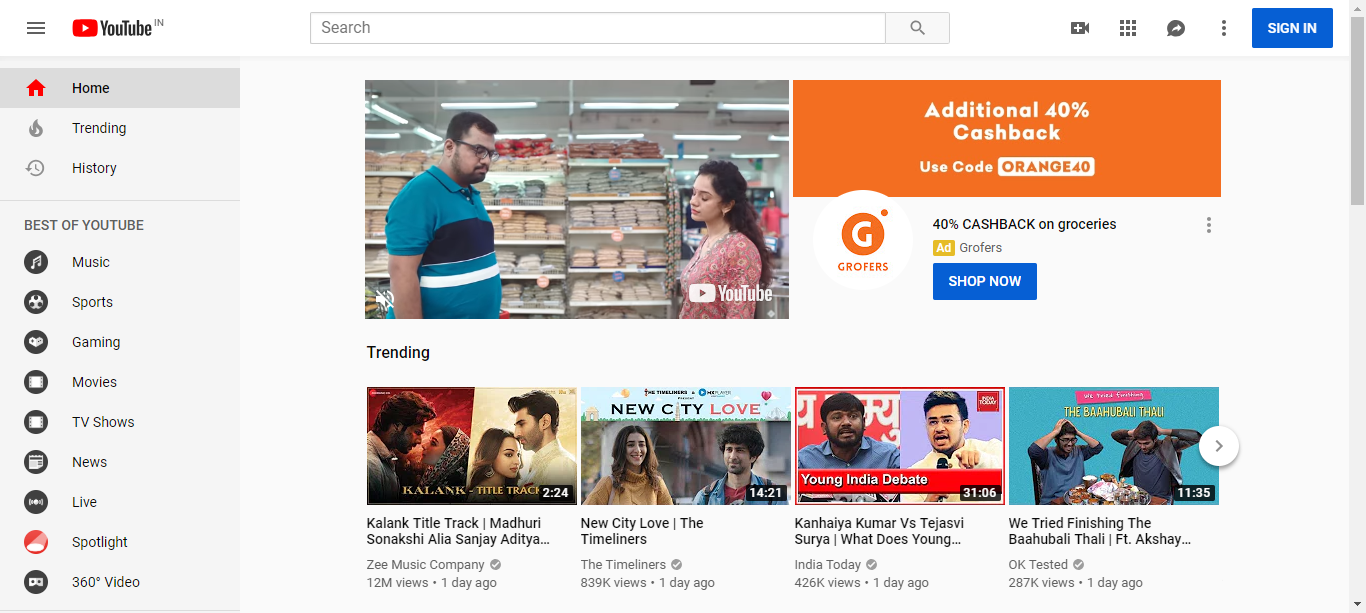 YouTube IN
Search
SIGN IN
Home
Trending
History
BEST OF YOUTUBE
Music
Sports
Gaming
Movies
TV Shows
News
Live
Spotlight
360° Video
YouTube
Additional 40%
Cashback
Use Code ORANGE40
G
GROFERS
40% CASHBACK on groceries
Ad Grofers
SHOP NOW
Trending
KALANK - TITLE TRACK
2:24
Kalank Title Track | Madhuri
Sonakshi Alia Sanjay Aditya...
Zee Music Company
12M views • 1 day ago
THE TIMELINERS & MX PLAYER
PRESENT
NEW CITY LOVE
14:21
New City Love | The
Timeliners
The Timeliners
839K views • 1 day ago
INDIA
TODAY
Young India Debate
31:06
Kanhaiya Kumar Vs Tejasvi
Surya | What Does Young...
India Today
426K views • 1 day ago
We Tried Finishing
THE BAAHUBALI THALI
11:35
We Tried Finishing The
Baahubali Thali | Ft. Akshay...
OK Tested
287K views • 1 day ago